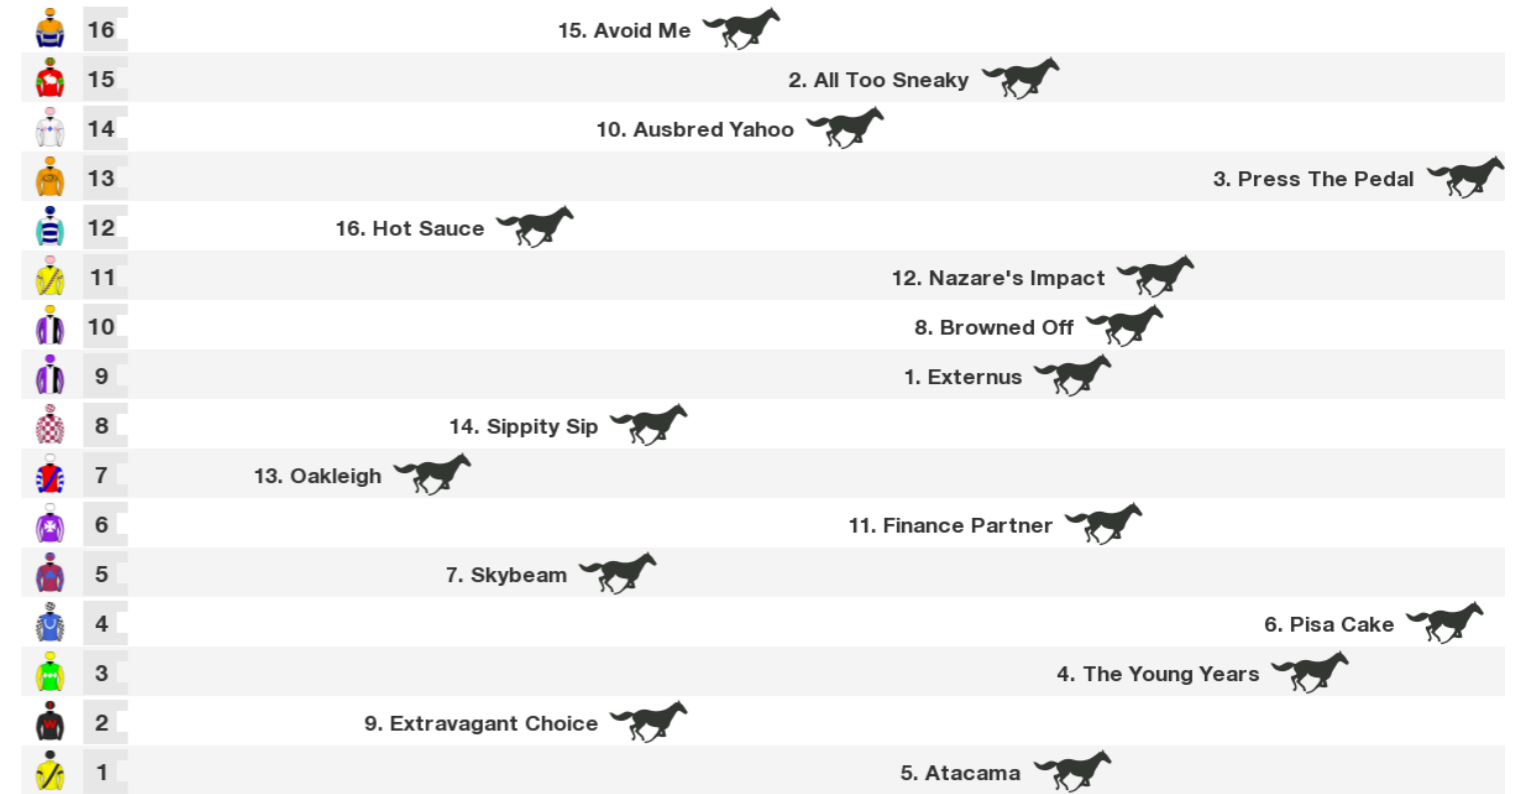 16 15. Avoid Me
15 2. All Too Sneaky
14 10. Ausbred Yahoo
13 3. Press The Pedal
12 16. Hot Sauce
11 12. Nazare's Impact
10 8. Browned Off
9 1. Externus
8 14. Sippity Sip
7 13. Oakleigh
6 11. Finance Partner
5 7. Skybeam
4 6. Pisa Cake
3 4. The Young Years
2 9. Extravagant Choice
W
1 5. Atacama